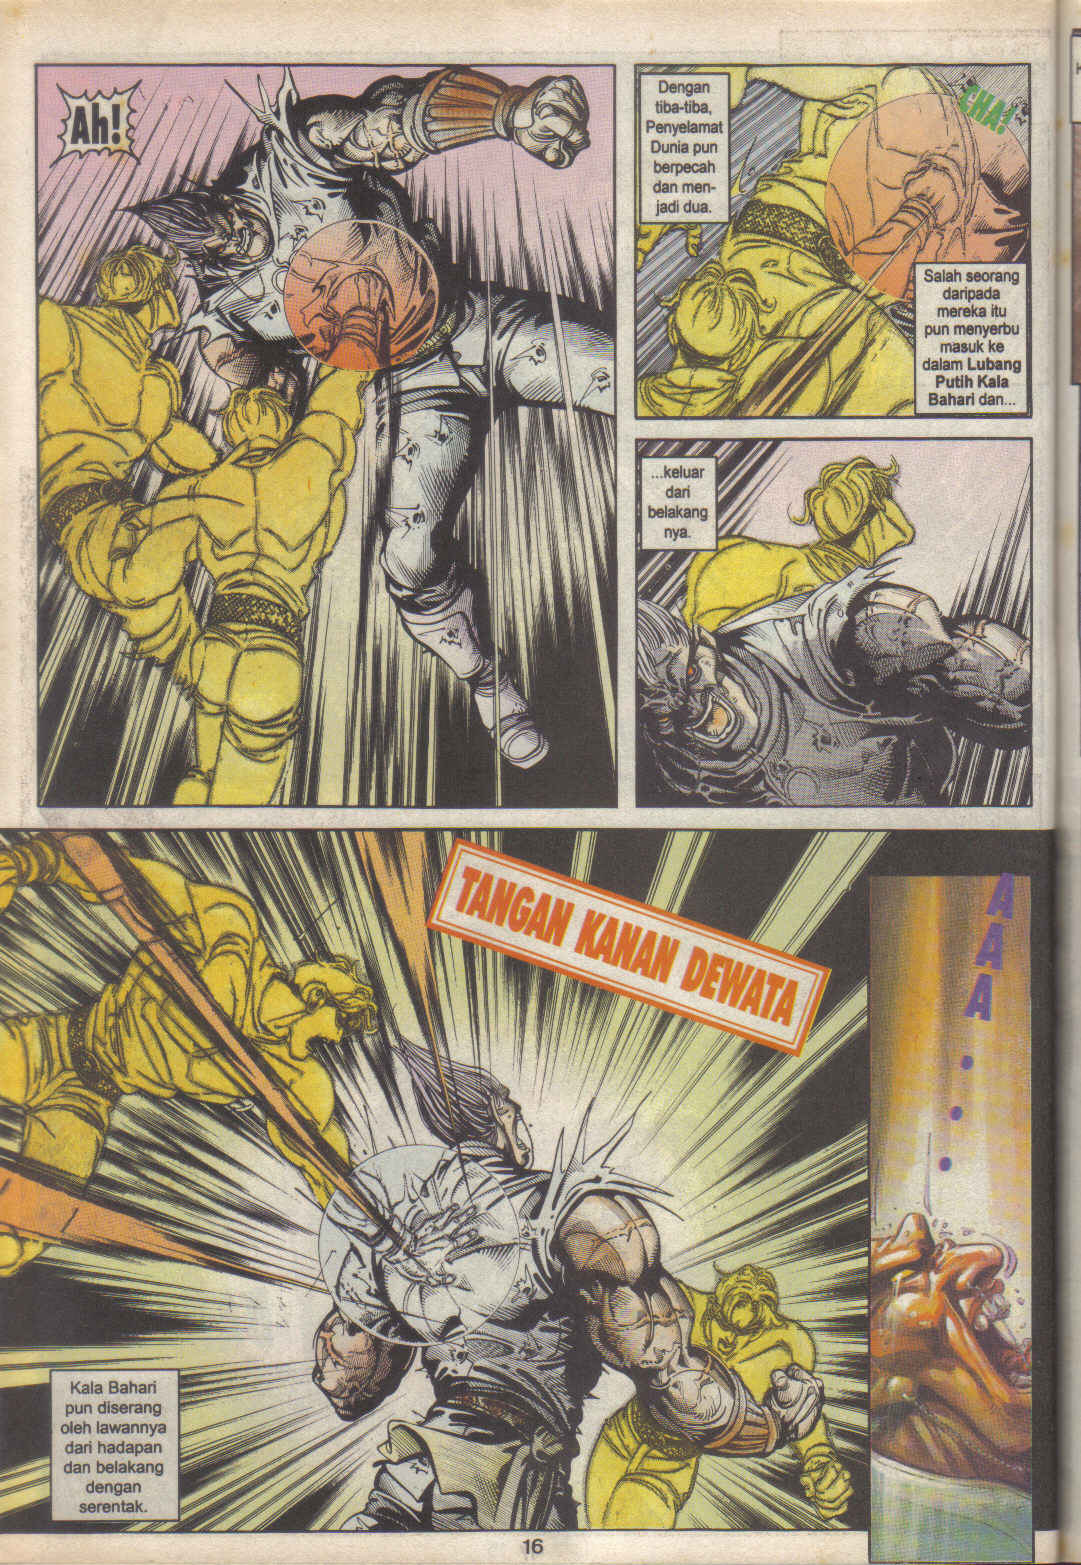 Ah!
Dengan
tiba-tiba,
Penyelamat
Dunia pun
berpecah
dan men-
jadi dua.
CHA!
Salah seorang
daripada
mereka itu
pun menyerbu
masuk ke
dalam Lubang
Putih Kala
Bahari dan...
...keluar
dari
belakang
nya.
TANGAN KANAN DEWATA
A
A
A
.
.
.
Kala Bahari
pun diserang
oleh lawannya
dari hadapan
dan belakang
dengan
serentak.
16